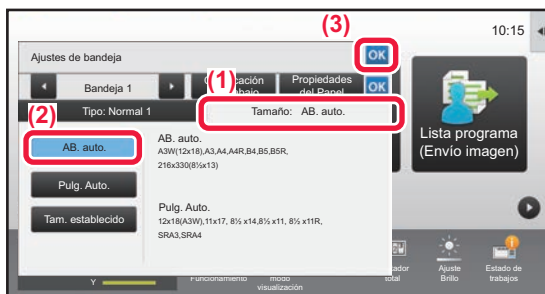 (3)
10:15
Ajustes de bandeja
OK
Bandeja 1
(1)
Propiedades
del Papel
OK
(2)
Tipo: Normal 1
Tamaño: AB. auto.
AB. auto.
AB. auto.
A3W(12x18),A3,A4,A4R,B4,B5,B5R,
216x330(8½x13)
Pulg. Auto.
Tam. establecido
Pulg. Auto.
12x18(A3W),11x17, 8½ x14,8½ x11, 8½ x11R,
SRA3,SRA4
Lista programa
(Envío imagen)
Y
Funcionamiento
modo
visualización
total
Ajuste
Brillo
Estado de
trabajos